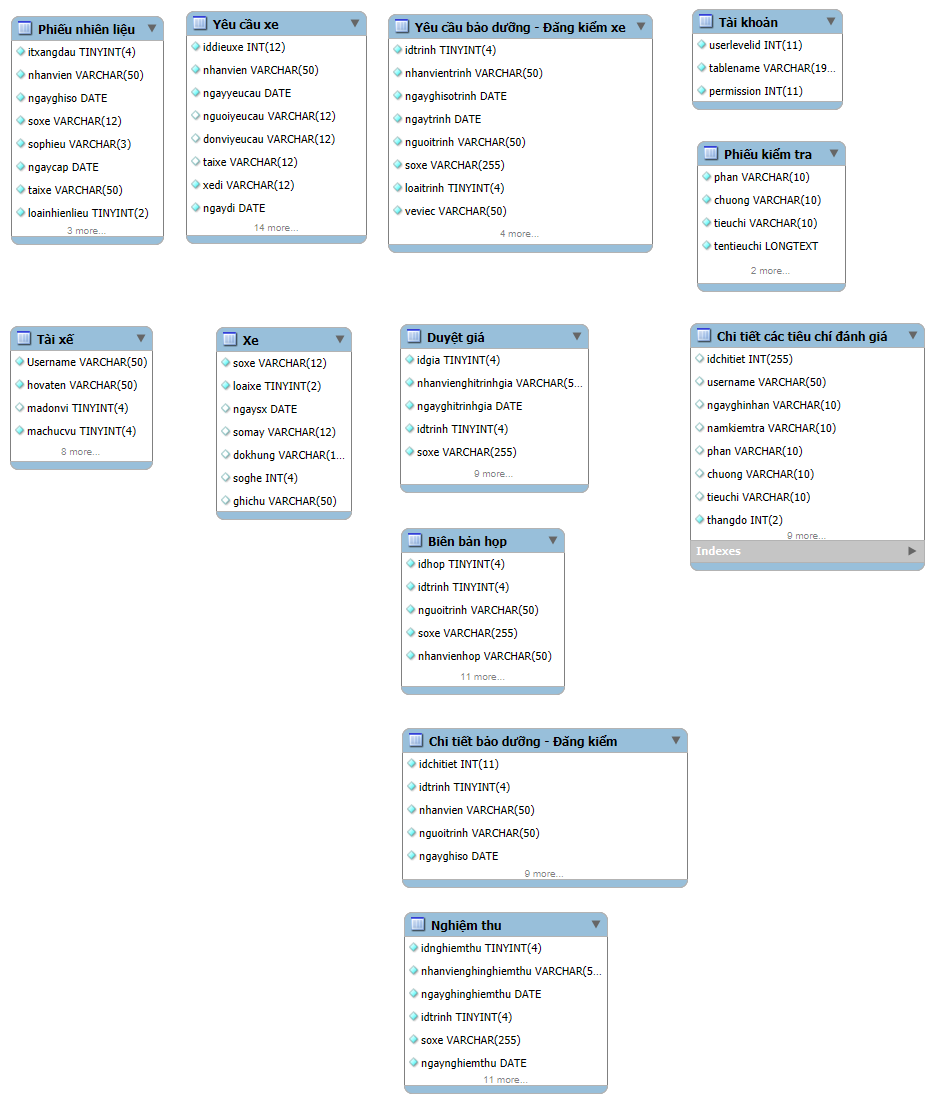 Phiếu nhiên liệu
itxangdau TINYINT(4)
nhanvien VARCHAR(50)
ngayghiso DATE
soxe VARCHAR(12)
sophieu VARCHAR(3)
ngaycap DATE
taixe VARCHAR(50)
loainhienlieu TINYINT(2)
3 more...
Yêu cầu xe
iddieuxe INT(12)
nhanvien VARCHAR(50)
ngayyeucau DATE
nguoiyeucau VARCHAR(12)
donviyeucau VARCHAR(12)
taixe VARCHAR(12)
xedi VARCHAR(12)
ngaydi DATE
14 more...
Yêu cầu bảo dưỡng - Đăng kiểm xe
idtrinh TINYINT(4)
nhanvientrinh VARCHAR(50)
ngayghisotrinh DATE
ngaytrinh DATE
nguoitrinh VARCHAR(50)
soxe VARCHAR(255)
loaitrinh TINYINT(4)
veviec VARCHAR(50)
4 more...
Tài khoản
userlevelid INT(11)
tablename VARCHAR(19...
permission INT(11)
Phiếu kiểm tra
phan VARCHAR(10)
chuong VARCHAR(10)
tieuchi VARCHAR(10)
tentieuchi LONGTEXT
2 more...
Tài xế
Username VARCHAR(50)
hovaten VARCHAR(50)
madonvi TINYINT(4)
machucvu TINYINT(4)
8 more...
Xe
soxe VARCHAR(12)
loaixe TINYINT(2)
ngaysx DATE
somay VARCHAR(12)
dokhung VARCHAR(1...
soghe INT(4)
ghichu VARCHAR(50)
Duyệt giá
idgia TINYINT(4)
nhanvienghitrinhgia VARCHAR(5...
ngayghitrinhgia DATE
idtrinh TINYINT(4)
soxe VARCHAR(255)
9 more...
Chi tiết các tiêu chí đánh giá
idchitiet INT(255)
username VARCHAR(50)
ngayghinhan VARCHAR(10)
namkiemtra VARCHAR(10)
phan VARCHAR(10)
chuong VARCHAR(10)
tieuchi VARCHAR(10)
thangdo INT(2)
9 more...
Indexes
Biên bản họp
idhop TINYINT(4)
idtrinh TINYINT(4)
nguoitrinh VARCHAR(50)
soxe VARCHAR(255)
nhanvienhop VARCHAR(50)
11 more...
Chi tiết bảo dưỡng - Đăng kiểm
idchitiet INT(11)
idtrinh TINYINT(4)
nhanvien VARCHAR(50)
nguoitrinh VARCHAR(50)
ngayghiso DATE
9 more...
Nghiệm thu
idnghiemthu TINYINT(4)
nhanvienghinghiemthu VARCHAR(5...
ngayghinghiemthu DATE
idtrinh TINYINT(4)
soxe VARCHAR(255)
ngaynghiemthu DATE
11 more...